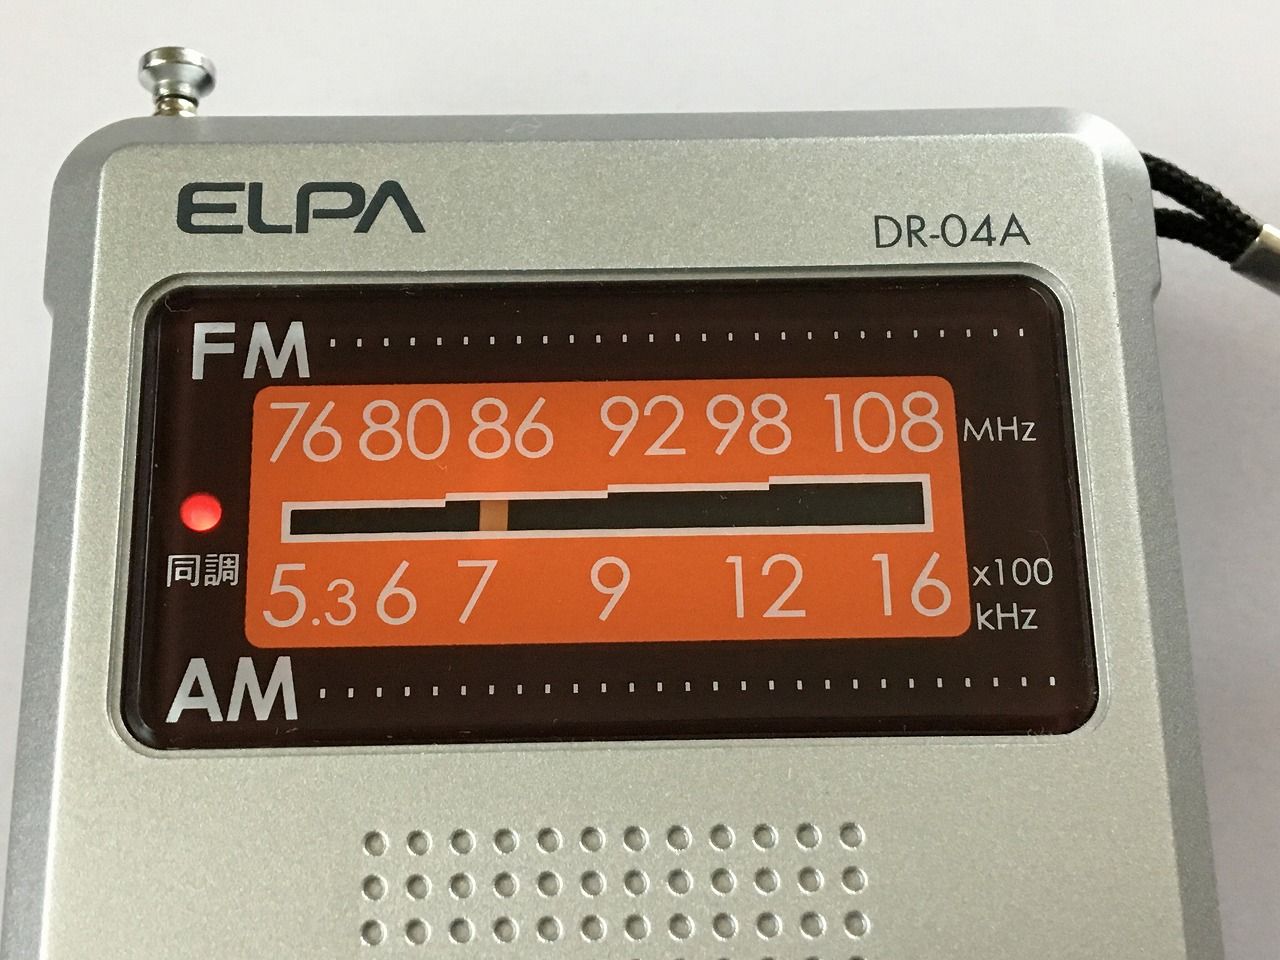 ELPA
DR-04A
FM
76 80 86 92 98 108 MHz
同調
5.3 6 7 9 12 16 x100 kHz
AM